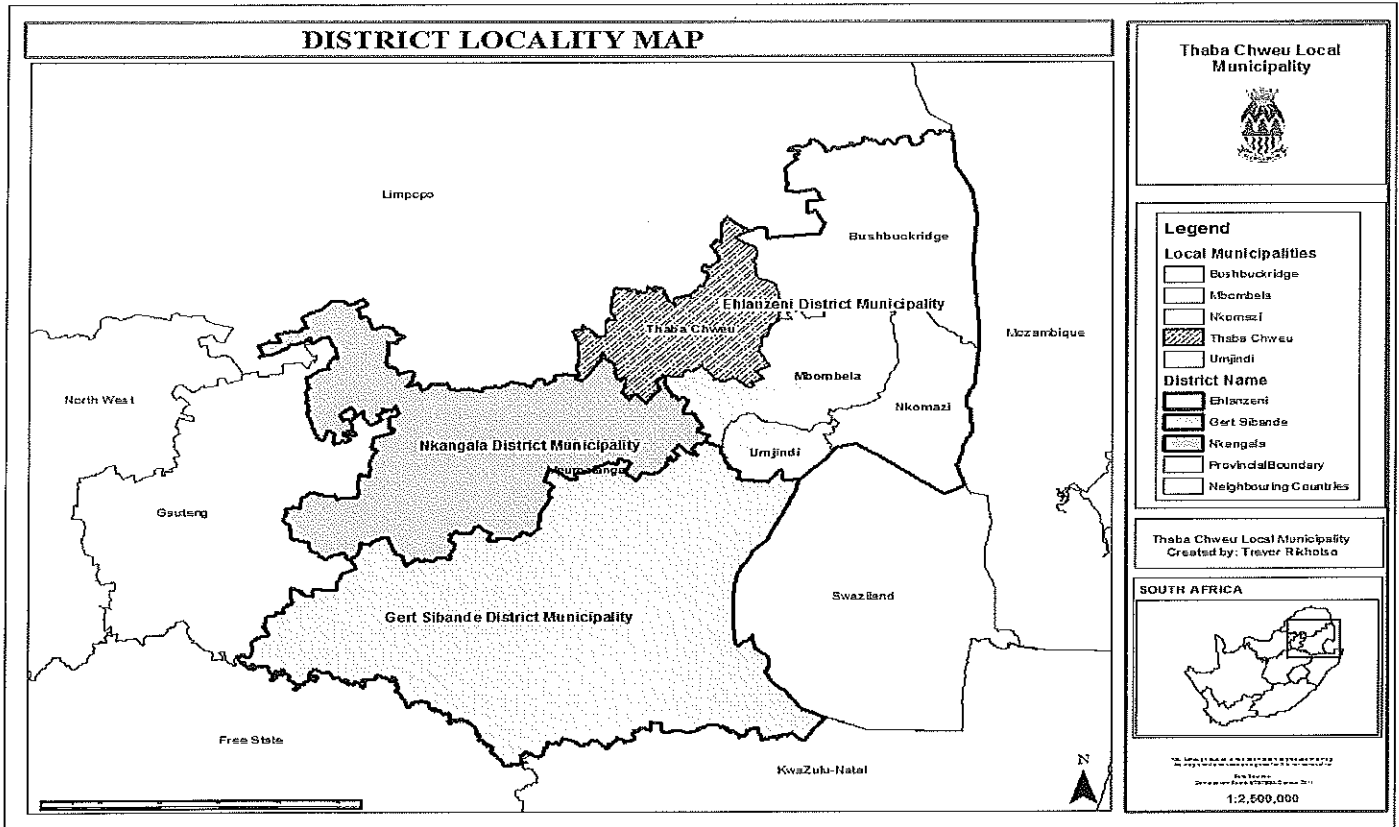 DISTRICT LOCALITY MAP
Limpopo
Bushbuckridge
Ehlanzeni District Municipality
Thaba Chweu
Mozambique
Mbombela
North West
Nkomazi
Nkangala District Municipality
Umjindi
Gauteng
Swaziland
Gert Sibande District Municipality
Free State
KwaZulu-Natal
N
Thaba Chweu Local
Municipality
Legend
Local Municipalities
Bushbuckridge
Mbombela
Nkomazi
Thaba Chweu
Umjindi
District Name
Ehlanzeni
Gert Sibande
Nkangala
Provincial Boundary
Neighbouring Countries
Thaba Chweu Local Municipality
Created by: Trevor Rikhotso
SOUTH AFRICA
1:2,500,000